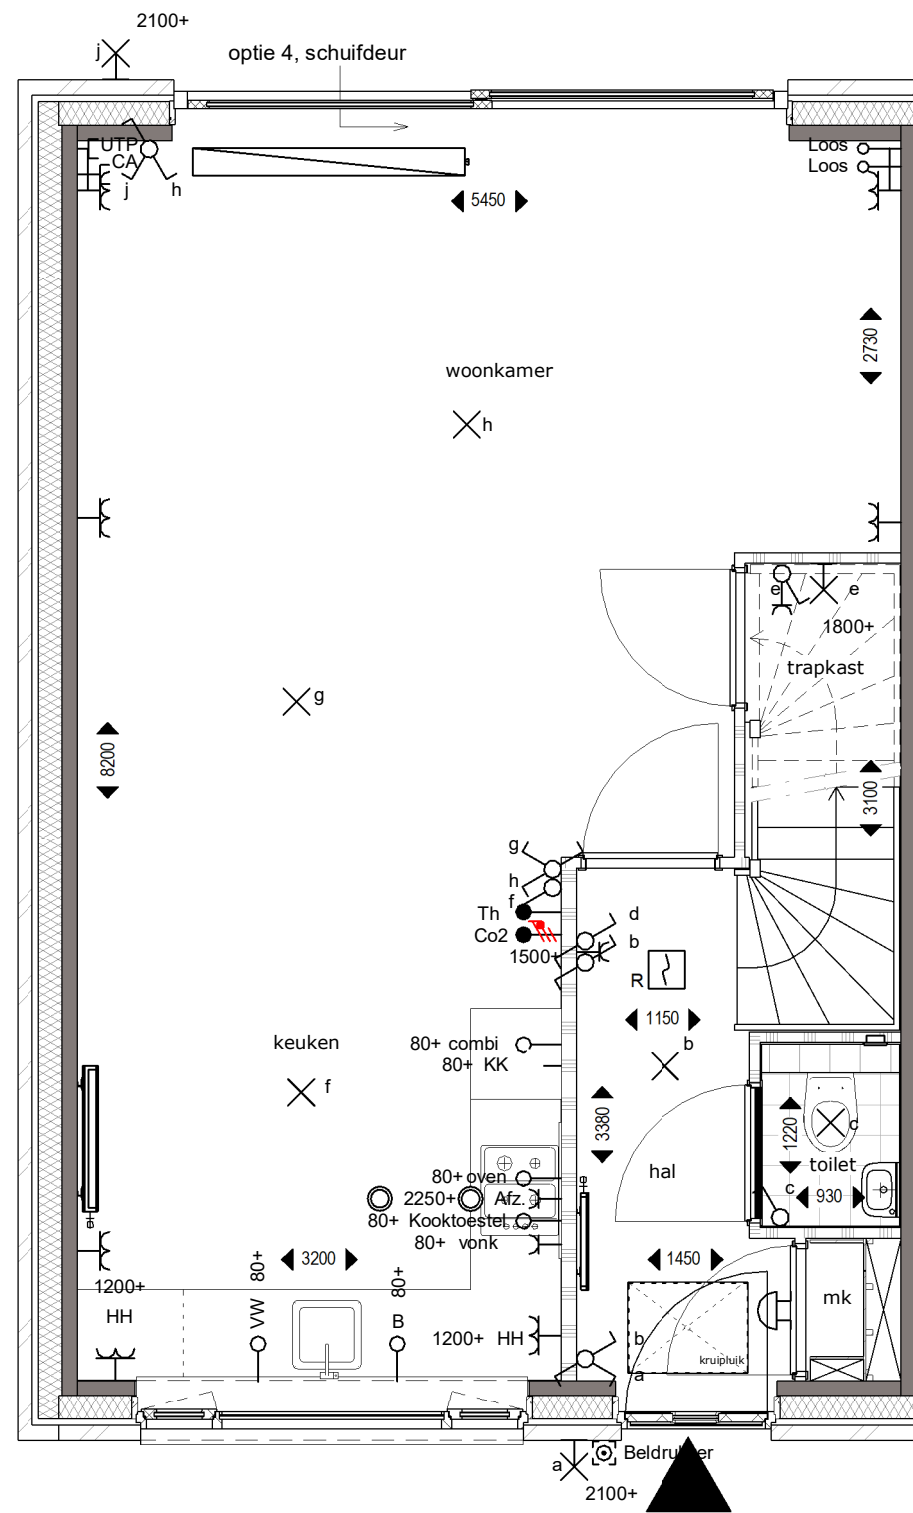 2100+
j
optie 4, schuifdeur
UTP
CA
j
h
Loos
Loos
5450
2730
woonkamer
h
e
e
1800+
trapkast
g
8200
3100
g
h
f
Th
Co2
1500+
d
b
R
1150
keuken
80+ combi
80+ KK
b
f
3380
1220
c
hal
toilet
80+ oven
2250+ Afz.
80+ Kooktoestel
80+ vonk
c
930
3200
1450
80+
80+
1200+
HH
VW
B
1200+ HH
mk
b
kruipluik
a
a
Beldrukker
2100+